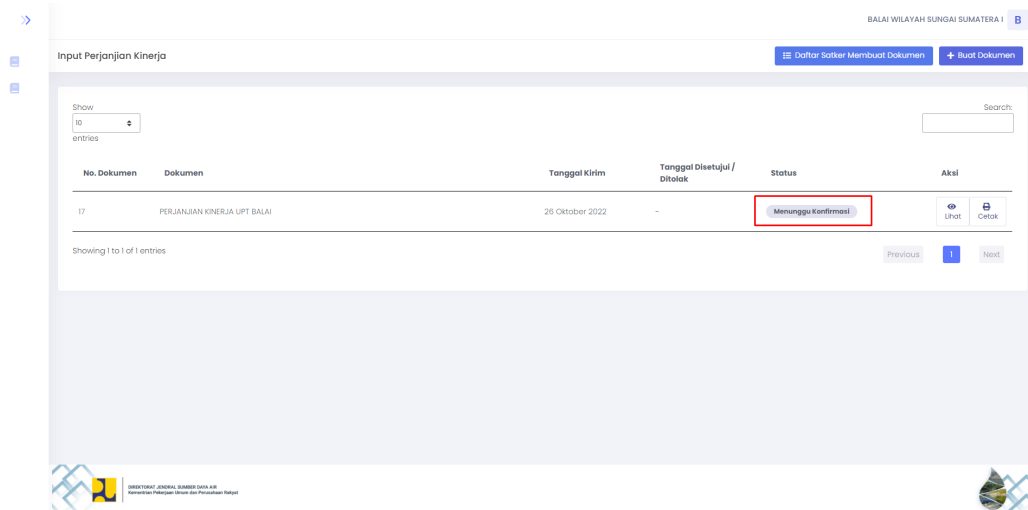 BALAI WILAYAH SUNGAI SUMATERA I B
Input Perjanjian Kinerja
Daftar Satker Membuat Dokumen
+ Buat Dokumen
Show
10
entries
Search:
No. Dokumen Dokumen Tanggal Kirim Tanggal Disetujui / Ditolak Status Aksi
17 PERJANJIAN KINERJA UPT BALAI 26 Oktober 2022 - Menunggu Konfirmasi Lihat Cetak
Showing 1 to 1 of 1 entries
Previous 1 Next
DIREKTORAT JENDRAL SUMBER DAYA AIR
Kementrian Pekerjaan Umum dan Perumahan Rakyat